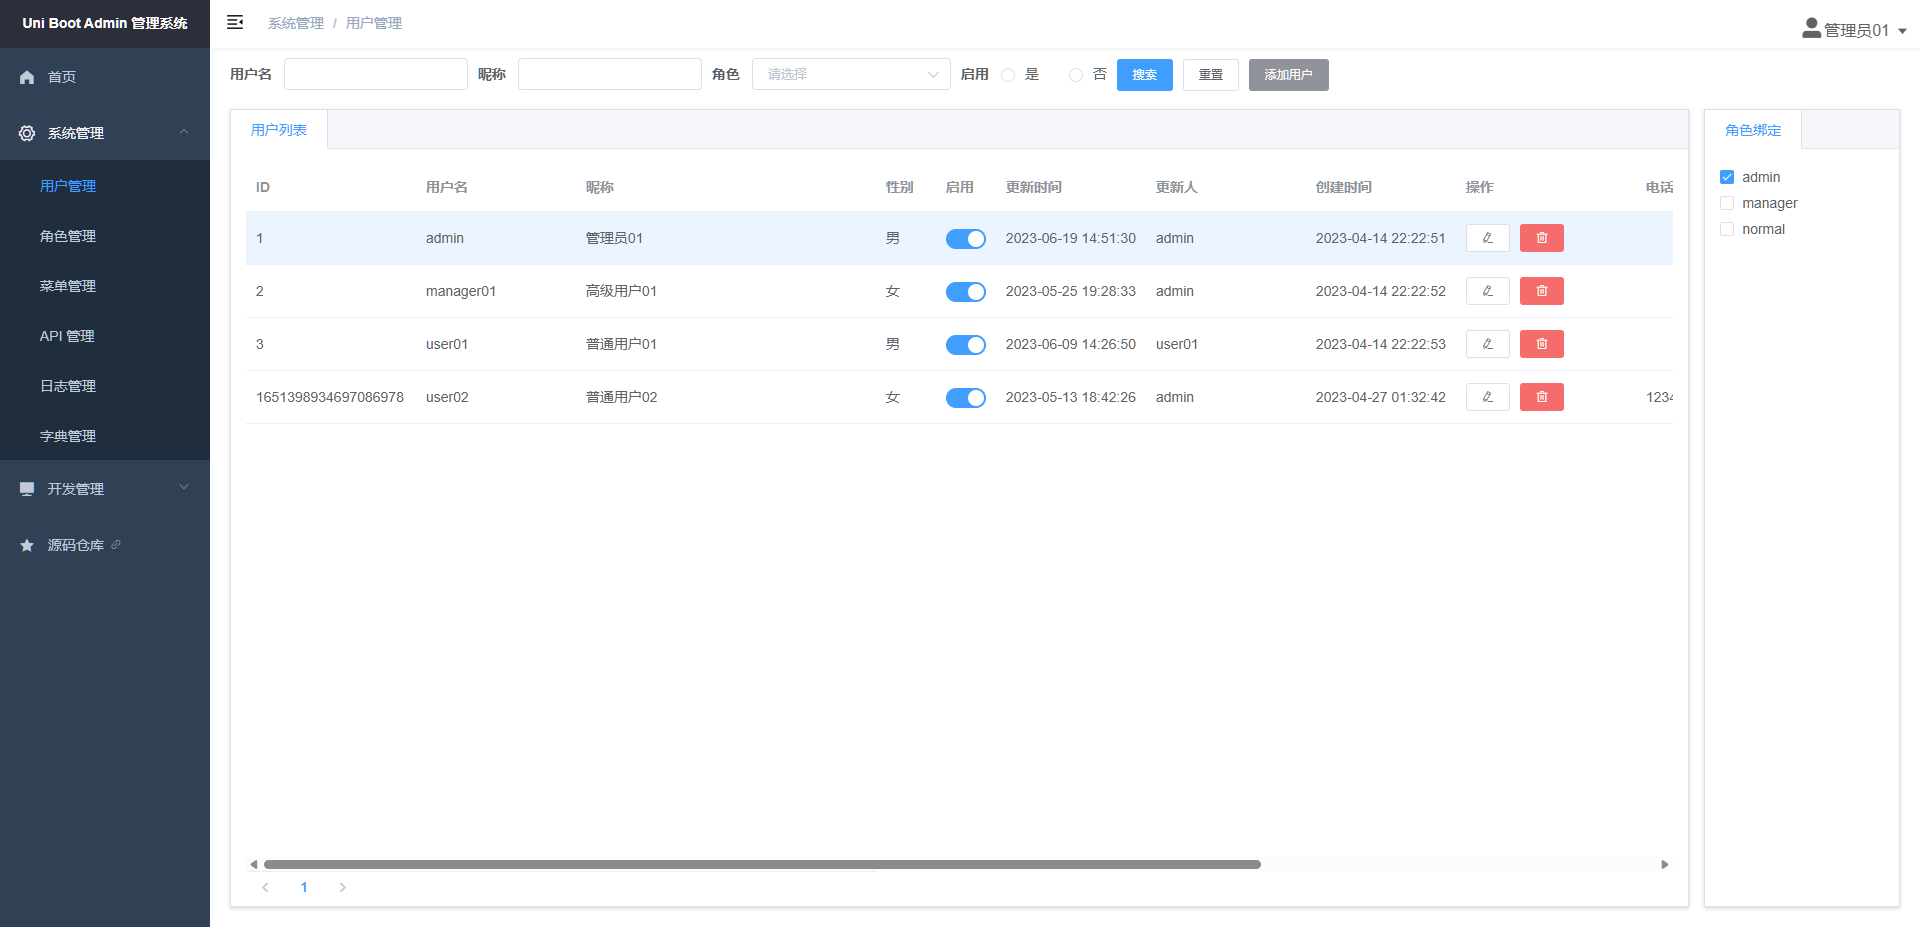 Uni Boot Admin 管理系统
系统管理 / 用户管理
管理员01
首页
系统管理
用户管理
角色管理
菜单管理
API 管理
日志管理
字典管理
开发管理
源码仓库
用户名 昵称 角色 请选择 启用 是 否 搜索 重置 添加用户
用户列表
ID 用户名 昵称 性别 启用 更新时间 更新人 创建时间 操作 电话
1 admin 管理员01 男 2023-06-19 14:51:30 admin 2023-04-14 22:22:51
2 manager01 高级用户01 女 2023-05-25 19:28:33 admin 2023-04-14 22:22:52
3 user01 普通用户01 男 2023-06-09 14:26:50 user01 2023-04-14 22:22:53
1651398934697086978 user02 普通用户02 女 2023-05-13 18:42:26 admin 2023-04-27 01:32:42 1234
1
角色绑定
admin
manager
normal